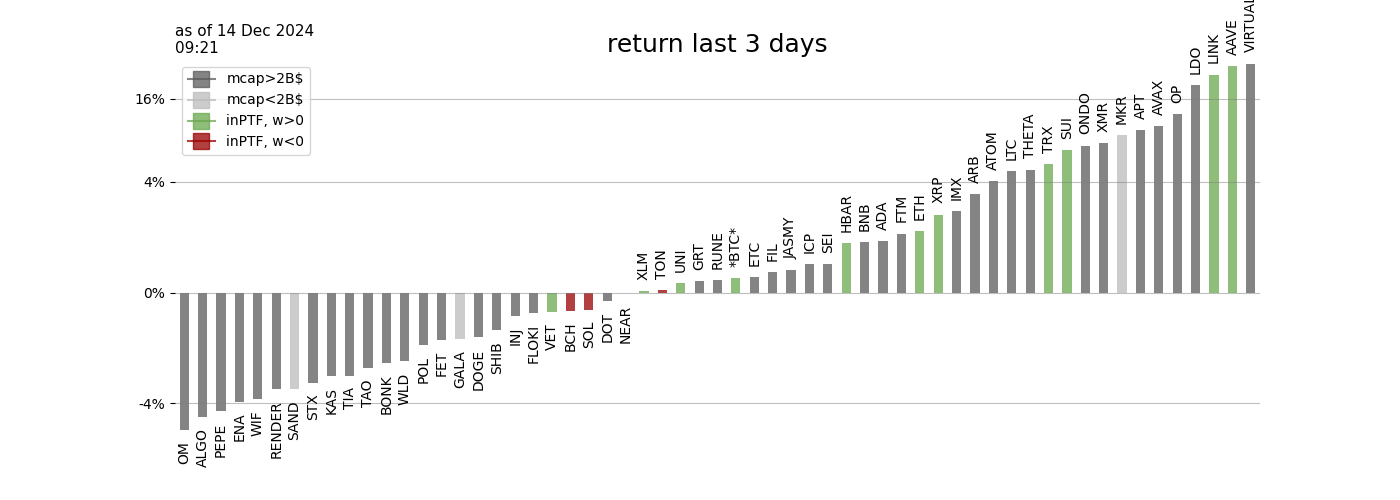 as of 14 Dec 2024
09:21
return last 3 days
mcap>2B$
mcap<2B$
inPTF, w>0
inPTF, w<0
16%
4%
0%
-4%
OM
ALGO
PEPE
ENA
WIF
RENDER
SAND
STX
KAS
TIA
TAO
BONK
WLD
POL
FET
GALA
DOGE
SHIB
INJ
FLOKI
VET
BCH
SOL
DOT
NEAR
XLM
TON
UNI
GRT
RUNE
*BTC*
ETC
FIL
JASMY
ICP
SEI
HBAR
BNB
ADA
FTM
ETH
XRP
IMX
ARB
ATOM
LTC
THETA
TRX
SUI
ONDO
XMR
MKR
APT
AVAX
OP
LDO
LINK
AAVE
VIRTUAL